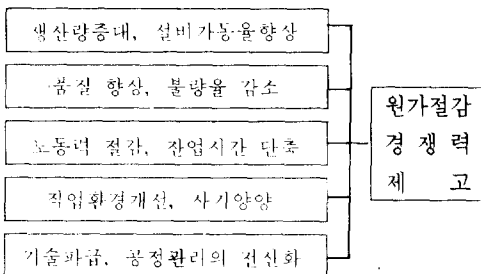 생산량증대, 설비가동율향상
품질 향상, 불량율 감소
노동력 절감, 잔업시간 단축
작업환경개선, 사기앙양
기술파급, 공정관리의 전산화
원가절감
경 쟁 력
제 고